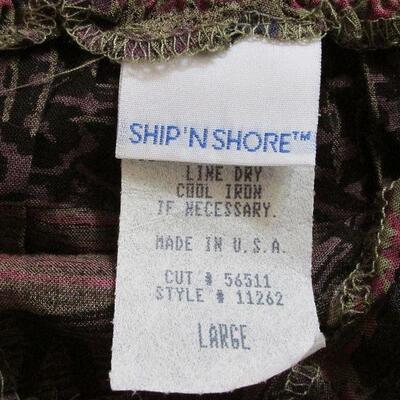 SHIP'N SHORE™
LINE DRY
COOL IRON
IF NECESSARY.
MADE IN U.S.A.
CUT # 56511
STYLE # 11262
LARGE